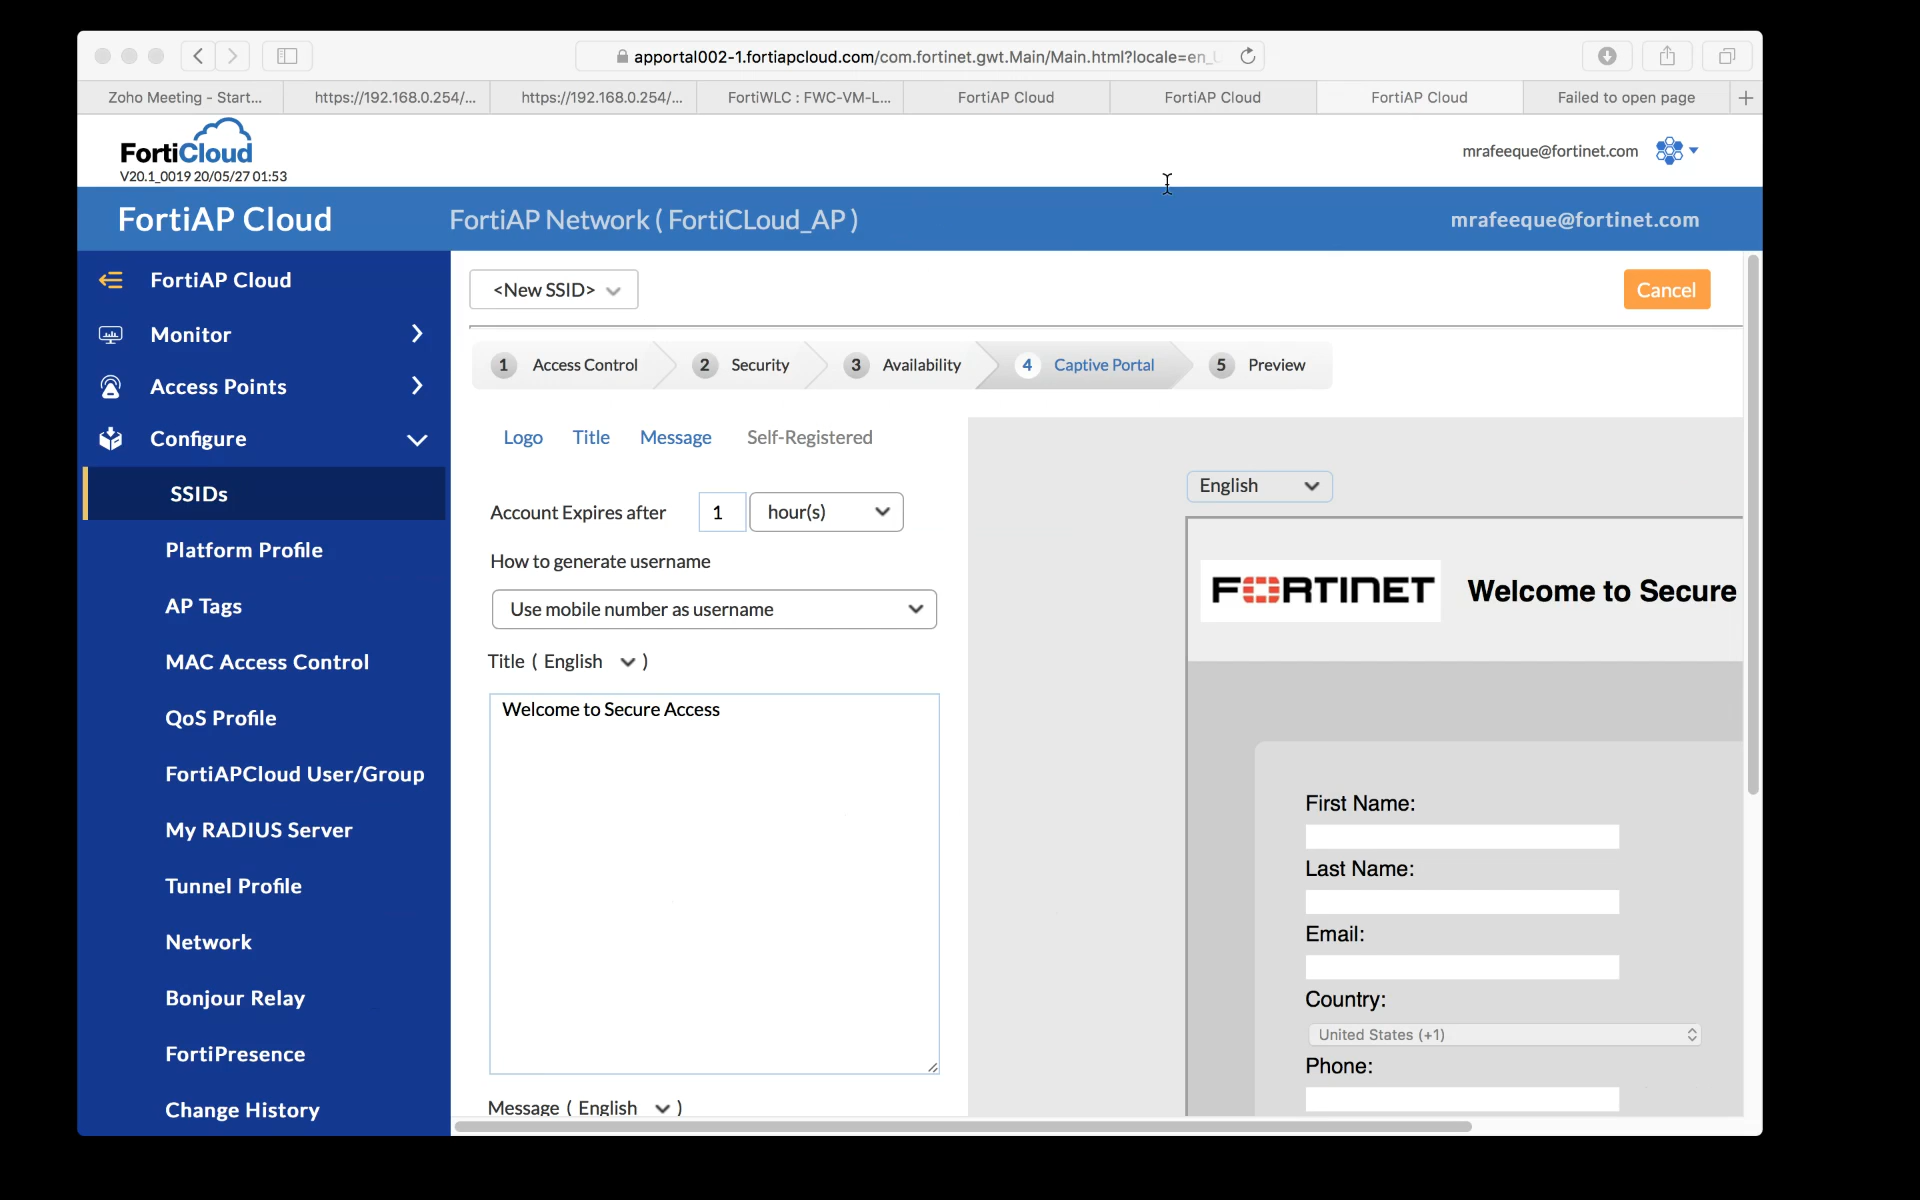 apportal002-1.fortiapcloud.com/com.fortinet.gwt.Main/Main.html?locale=en_
Zoho Meeting - Start... https://192.168.0.254/... https://192.168.0.254/... FortiWLC : FWC-VM-L... FortiAP Cloud FortiAP Cloud FortiAP Cloud Failed to open page
FortiCloud
V20.1_0019 20/05/27 01:53
mrafeeque@fortinet.com
FortiAP Cloud FortiAP Network ( FortiCLoud_AP ) mrafeeque@fortinet.com
FortiAP Cloud
Monitor
Access Points
Configure
SSIDs
Platform Profile
AP Tags
MAC Access Control
QoS Profile
FortiAPCloud User/Group
My RADIUS Server
Tunnel Profile
Network
Bonjour Relay
FortiPresence
Change History
<New SSID>
Cancel
1 Access Control 2 Security 3 Availability 4 Captive Portal 5 Preview
Logo Title Message Self-Registered
Account Expires after 1 hour(s)
How to generate username
Use mobile number as username
Title ( English )
Welcome to Secure Access
Message ( English )
English
FORTINET Welcome to Secure
First Name:
Last Name:
Email:
Country:
United States (+1)
Phone: